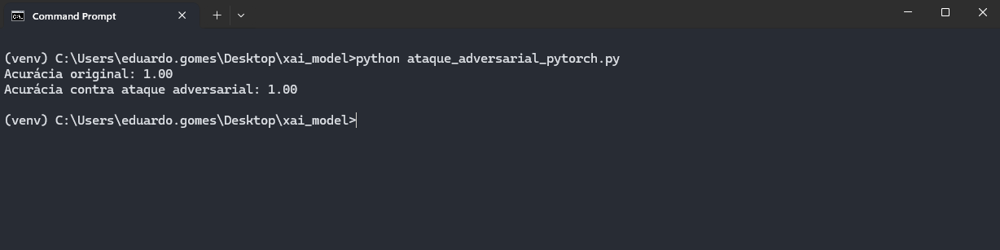 Command Prompt
(venv) C:\Users\eduardo.gomes\Desktop\xai_model>python ataque_adversarial_pytorch.py
Acurácia original: 1.00
Acurácia contra ataque adversarial: 1.00
(venv) C:\Users\eduardo.gomes\Desktop\xai_model>